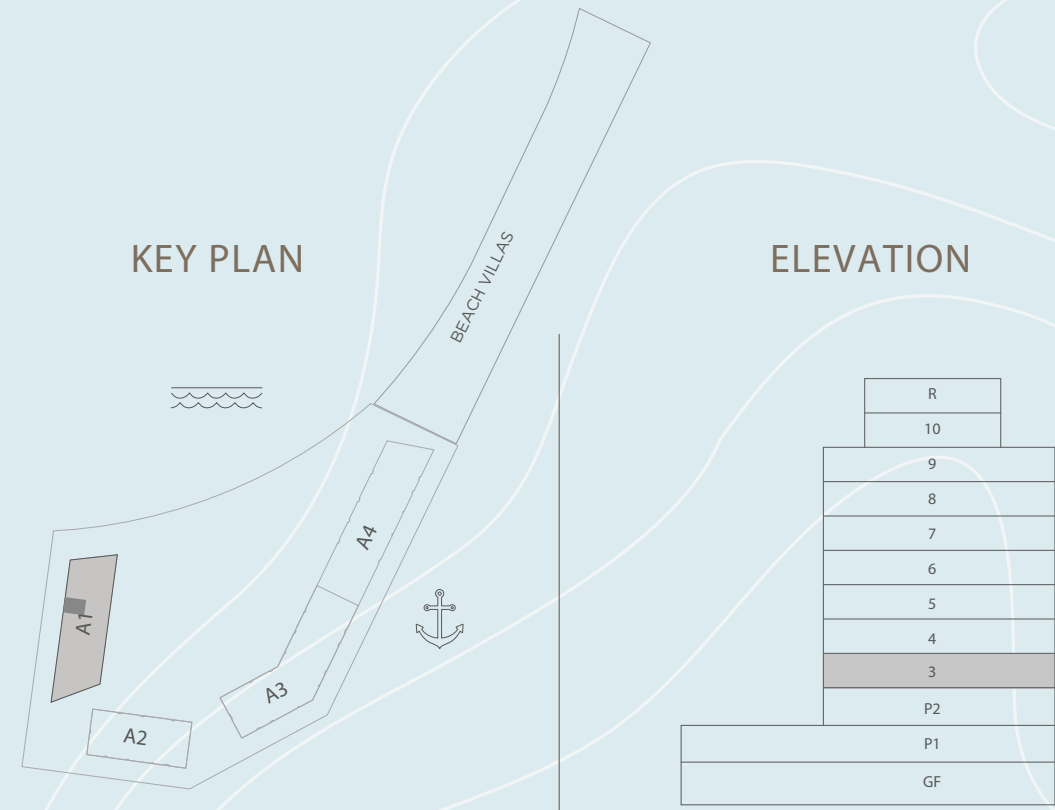 KEY PLAN
ELEVATION
BEACH VILLAS
A4
A1
A3
A2
R
10
9
8
7
6
5
4
3
P2
P1
GF